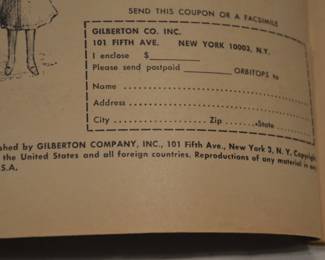 SEND THIS COUPON OR A FACSIMILE
GILBERTON CO. INC.
101 FIFTH AVE. NEW YORK 10003, N.Y.
I enclose $
Please send postpaid ORBITOPS to
Name
Address
City Zip State
shed by GILBERTON COMPANY, INC., 101 Fifth Ave., New York 3, N. Y. Copyright
the United States and all foreign countries. Reproductions of any material in any
S.A.